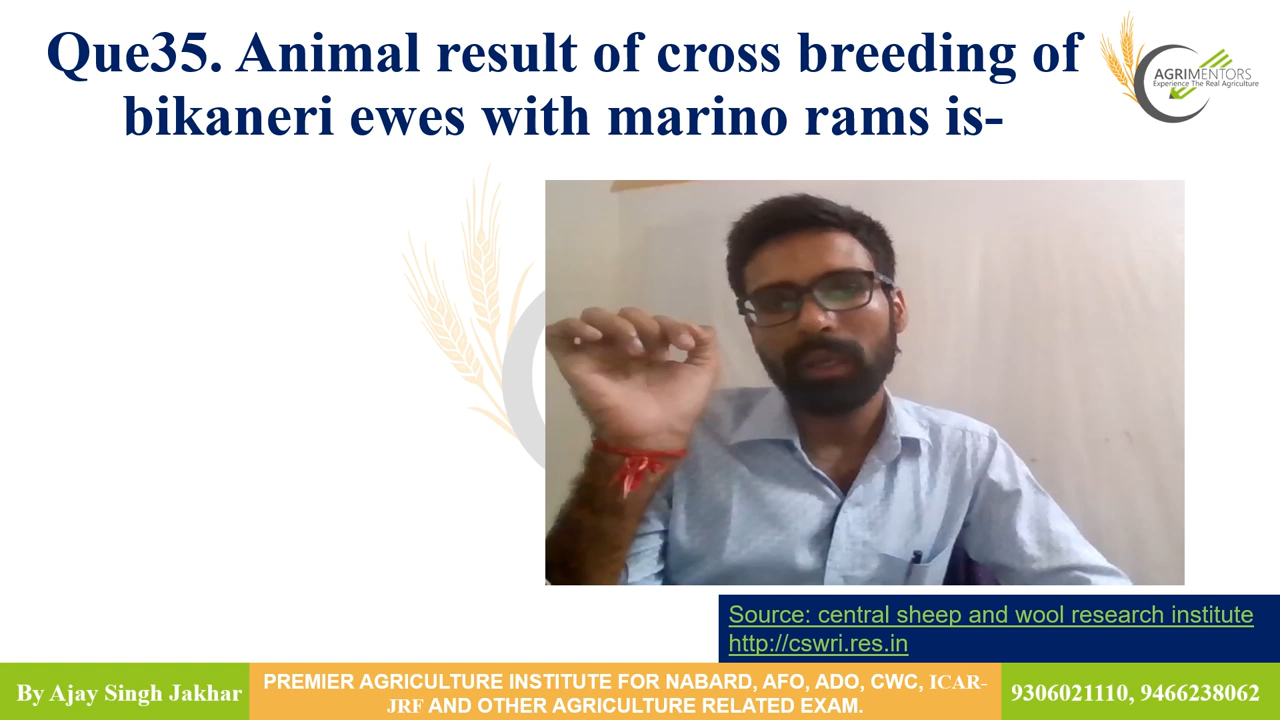 Que35. Animal result of cross breeding of
bikaneri ewes with marino rams is-
AGRIMENTORS
Experience The Real Agriculture
Source: central sheep and wool research institute
http://cswri.res.in
By Ajay Singh Jakhar
PREMIER AGRICULTURE INSTITUTE FOR NABARD, AFO, ADO, CWC, ICAR-
JRF AND OTHER AGRICULTURE RELATED EXAM.
9306021110, 9466238062